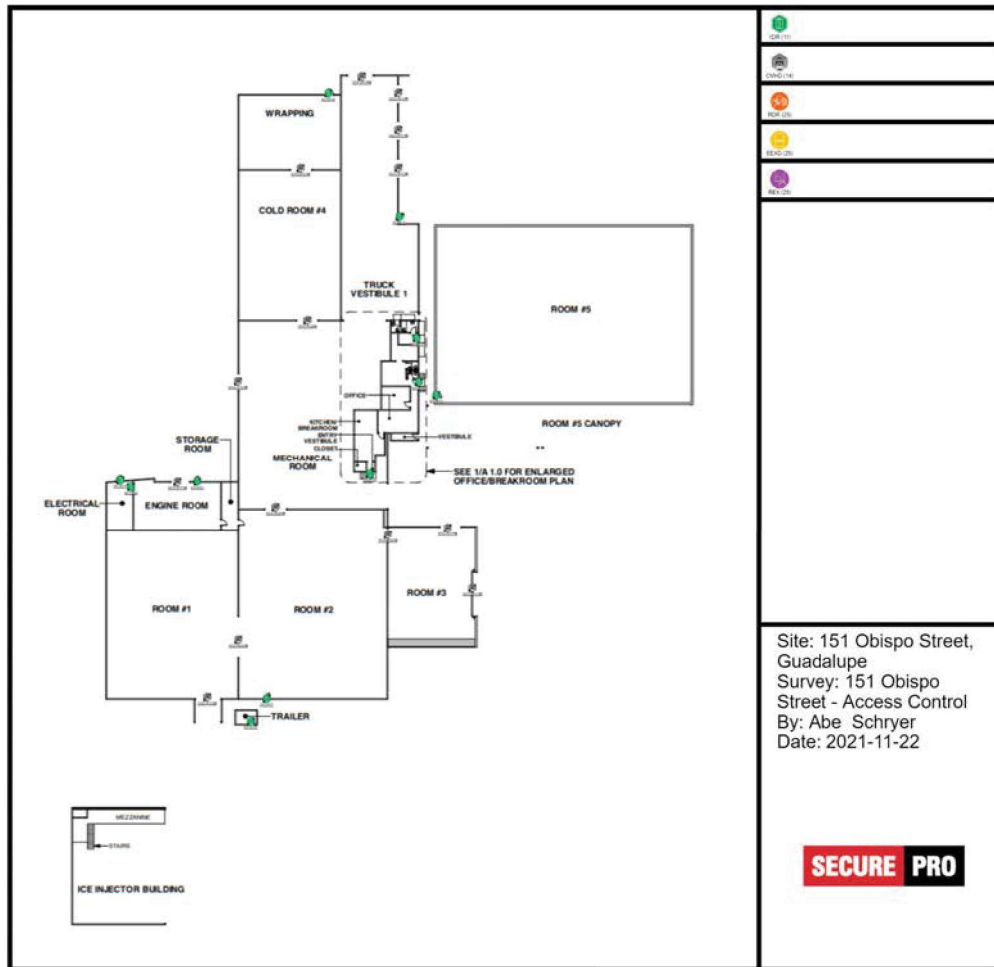 WRAPPING
COLD ROOM #4
TRUCK
VESTIBULE 1
ROOM #5
OFFICE
KITCHEN/
BREAKROOM
ENTRY
VESTIBULE
CLOSET
MECHANICAL
ROOM
VESTIBULE
ROOM #5 CANOPY
SEE 1/A 1.0 FOR ENLARGED
OFFICE/BREAKROOM PLAN
STORAGE
ROOM
ELECTRICAL
ROOM
ENGINE ROOM
ROOM #1
ROOM #2
ROOM #3
TRAILER
MEZZANINE
STAIRS
ICE INJECTOR BUILDING
Site: 151 Obispo Street,
Guadalupe
Survey: 151 Obispo
Street - Access Control
By: Abe Schryer
Date: 2021-11-22
SECURE PRO